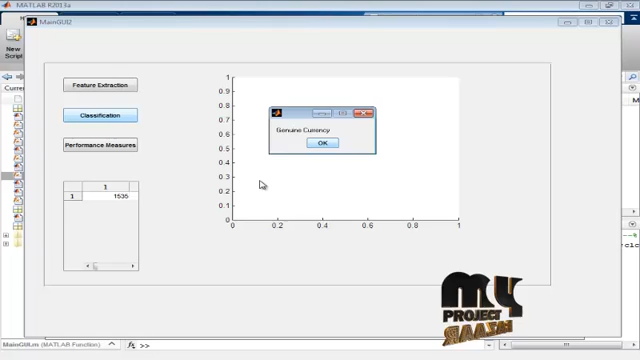 MATLAB R2013a
MainGUI2
New
Script
Feature Extraction
Classification
Performance Measures
1
1 1535
1
0.9
0.8
0.7
0.6
0.5
0.4
0.3
0.2
0.1
0
0 0.2 0.4 0.6 0.8 1
Genuine Currency
OK
MY
PROJECT
BAZAAR
MainGUI.m (MATLAB Function)
>>